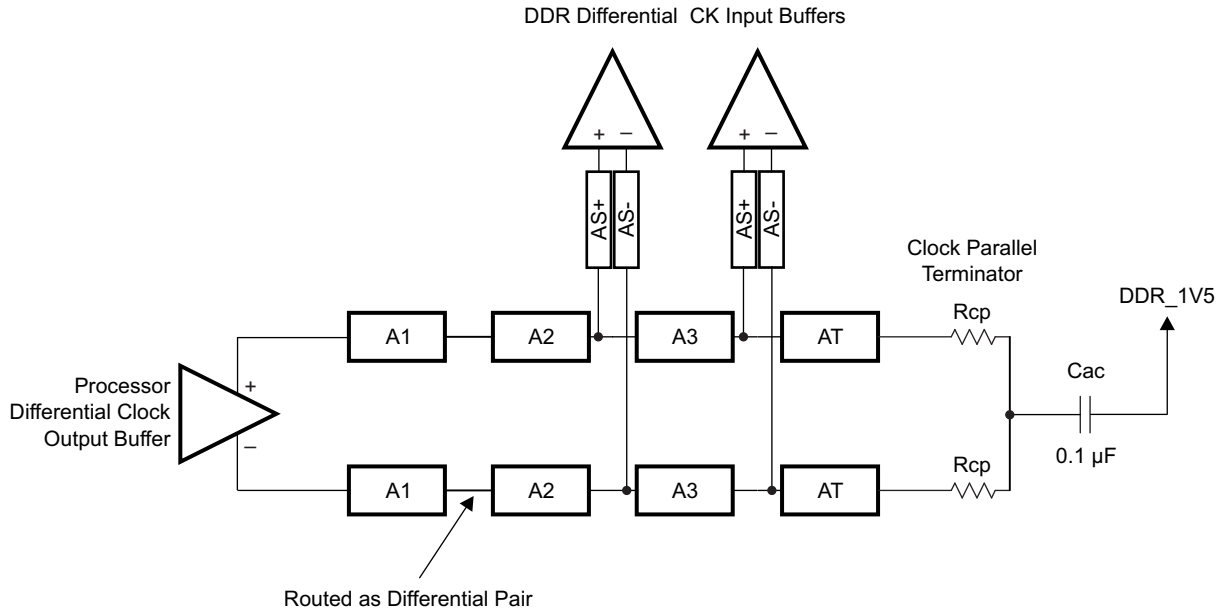 DDR Differential CK Input Buffers
+ −
+ −
AS+
AS-
AS+
AS-
Clock Parallel
Terminator
DDR_1V5
A1
A2
A3
AT
Rcp
Processor
Differential Clock
Output Buffer
+
−
Cac
0.1 µF
A1
A2
A3
AT
Rcp
Routed as Differential Pair